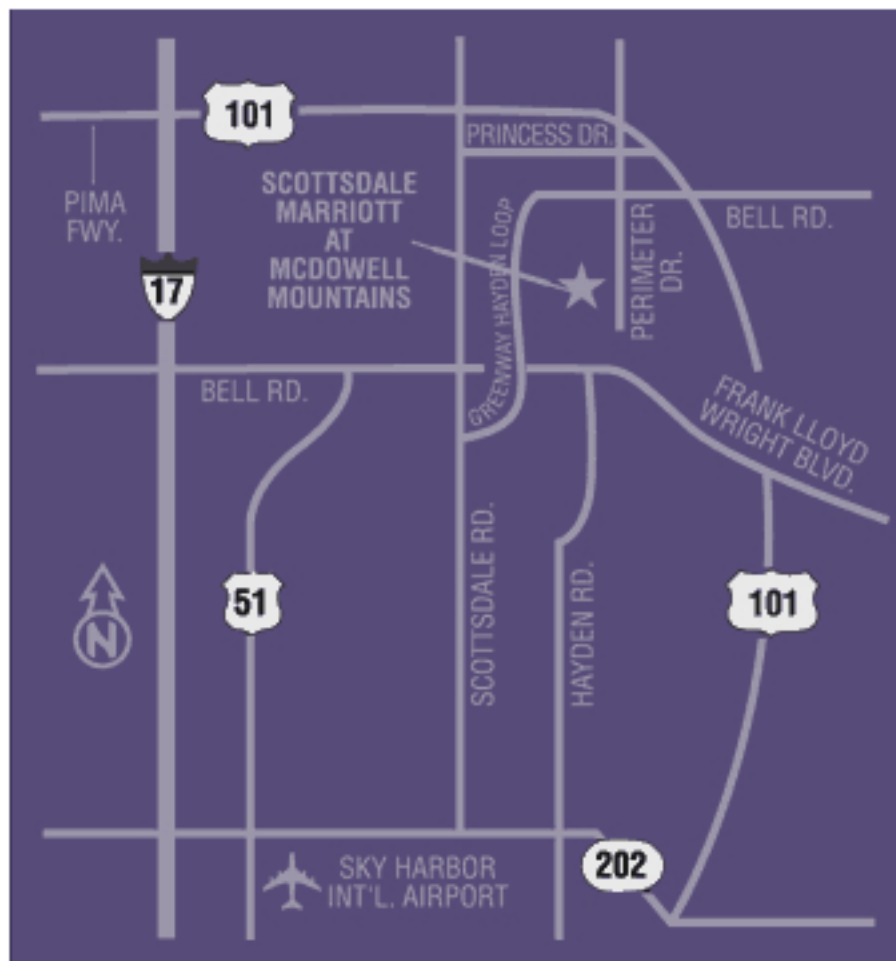 101
PRINCESS DR.
PIMA
FWY.
SCOTTSDALE
MARRIOTT
AT
MCDOWELL
MOUNTAINS
GREENWAY HAYDEN LOOP
PERIMETER
DR.
BELL RD.
17
BELL RD.
FRANK LLOYD
WRIGHT BLVD.
51
SCOTTSDALE RD.
HAYDEN RD.
101
N
SKY HARBOR
INT'L. AIRPORT
202